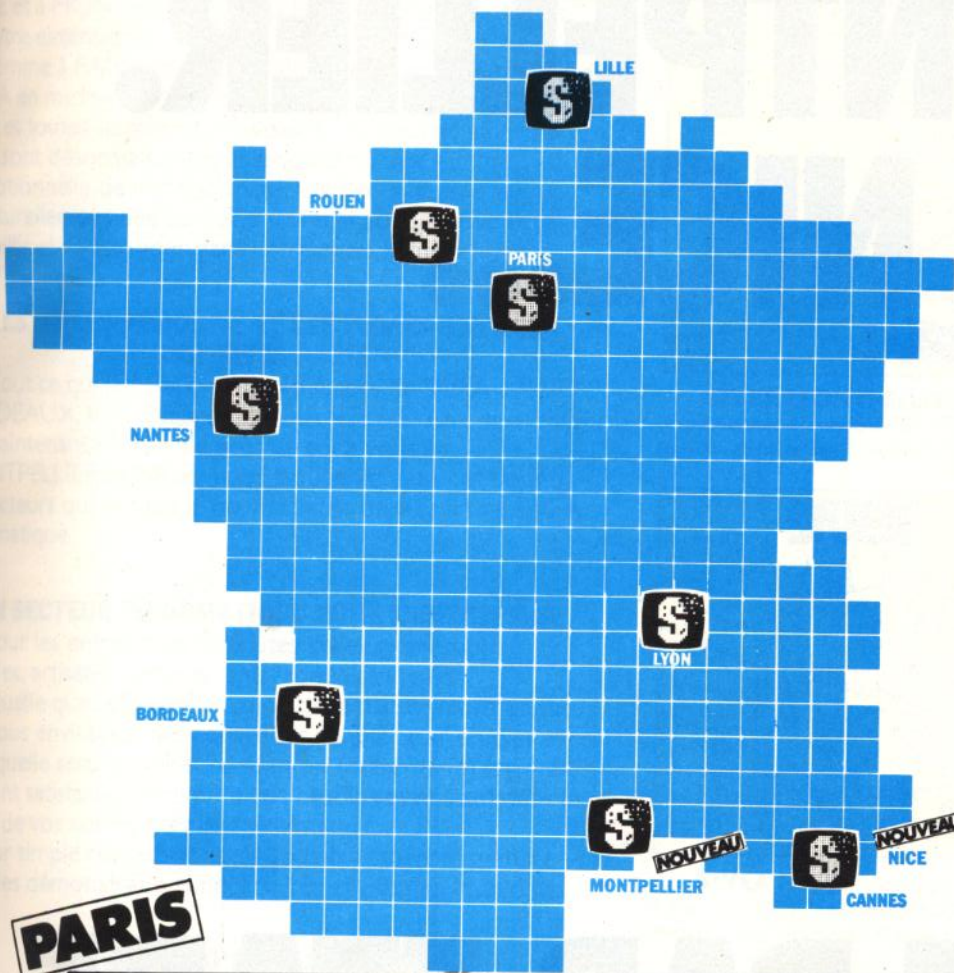 LILLE
ROUEN
PARIS
NANTES
LYON
BORDEAUX
NOUVEAU
MONTPELLIER
NOUVEAU
NICE
CANNES
PARIS
S
S
S
S
S
S
S
S